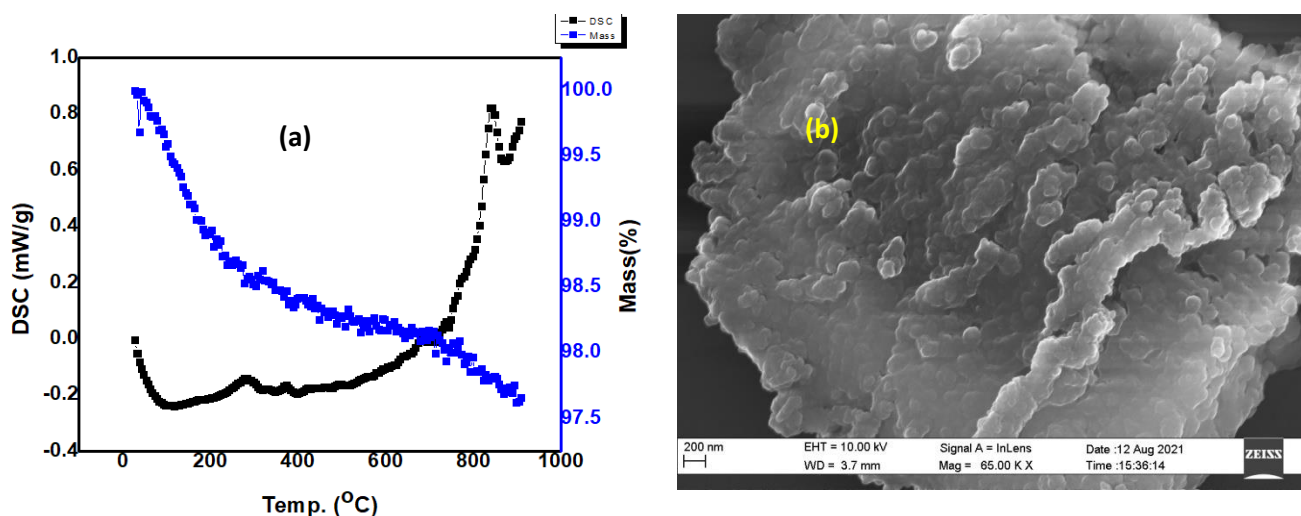 DSC
Mass
1.0
0.8
0.6
0.4
0.2
0.0
-0.2
-0.4
DSC (mW/g)
(a)
100.0
99.5
99.0
98.5
98.0
97.5
Mass(%)
0 200 400 600 800 1000
Temp. (°C)
(b)
200 nm
EHT = 10.00 kV Signal A = InLens Date :12 Aug 2021
WD = 3.7 mm Mag = 65.00 K X Time :15:36:14
ZEISS